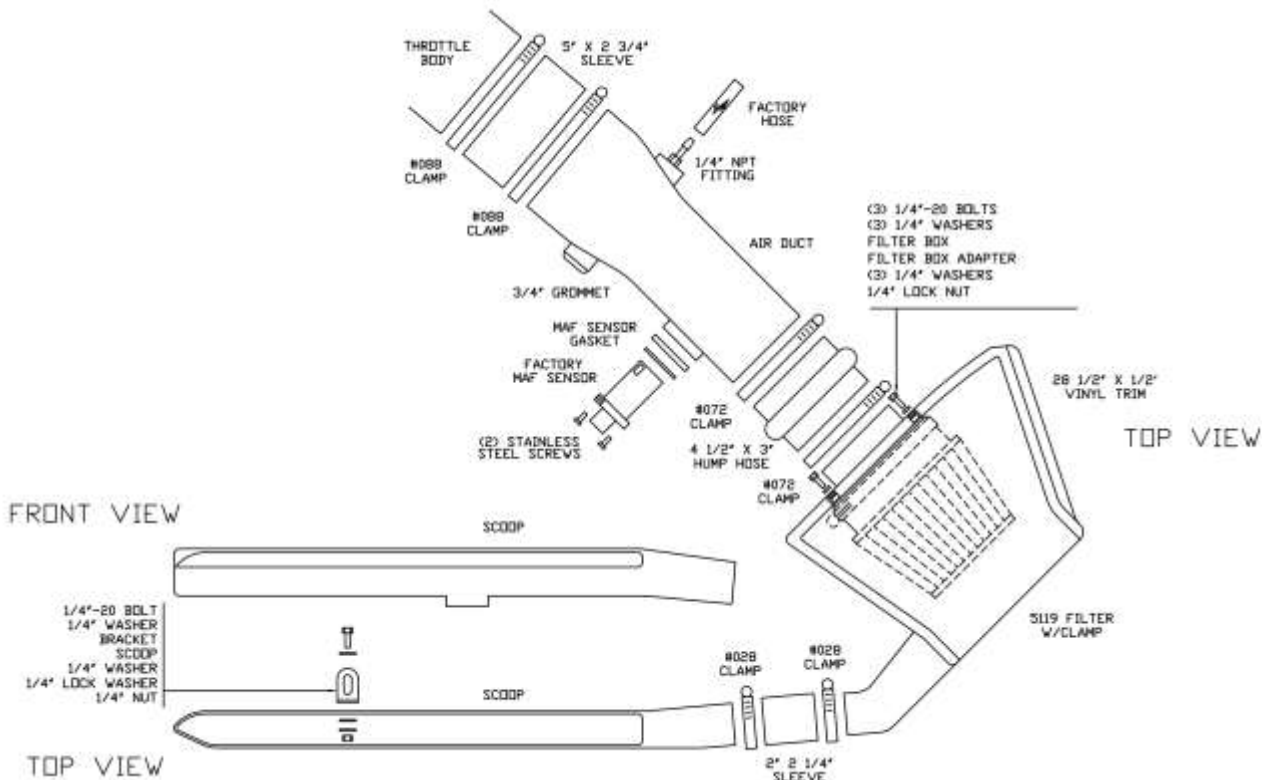 THROTTLE
BODY
5" X 2 3/4"
SLEEVE
FACTORY
HOSE
1/4" NPT
FITTING
#088
CLAMP
#088
CLAMP
(3) 1/4"-20 BOLTS
(3) 1/4" WASHERS
FILTER BOX
FILTER BOX ADAPTER
(3) 1/4" WASHERS
1/4" LOCK NUT
AIR DUCT
3/4" GROMMET
MAF SENSOR
GASKET
FACTORY
MAF SENSOR
28 1/2" X 1/2"
VINYL TRIM
#072
CLAMP
(2) STAINLESS
STEEL SCREWS
4 1/2" X 3"
HUMP HOSE
TOP VIEW
#072
CLAMP
FRONT VIEW
SCOOP
1/4"-20 BOLT
1/4" WASHER
BRACKET
SCOOP
1/4" WASHER
1/4" LOCK WASHER
1/4" NUT
5119 FILTER
W/CLAMP
#028
CLAMP
#028
CLAMP
SCOOP
TOP VIEW
2" 2 1/4"
SLEEVE